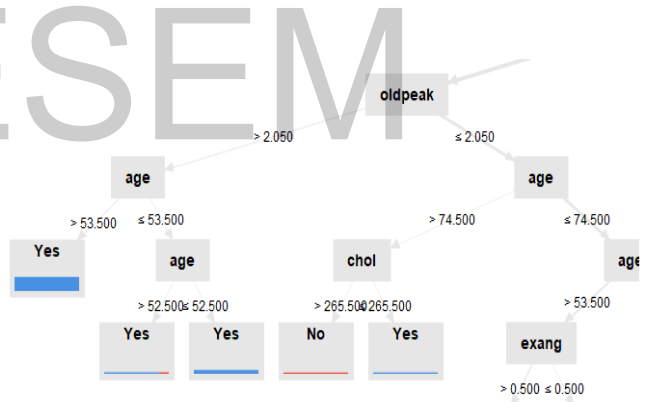 ESEM
oldpeak
> 2.050 ≤ 2.050
age age
> 53.500 ≤ 53.500 > 74.500 ≤ 74.500
Yes age chol age
> 52.500 ≤ 52.500 > 265.500 ≤ 265.500 > 53.500
Yes Yes No Yes exang
> 0.500 ≤ 0.500